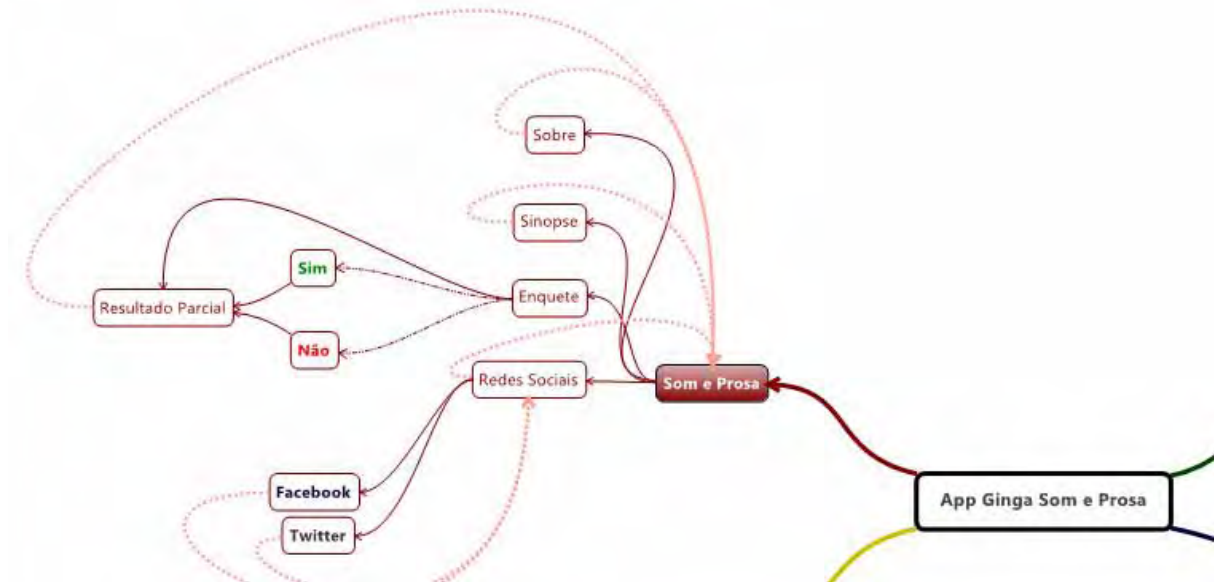 Sobre
Sinopse
Sim
Enquete
Resultado Parcial
Não
Redes Sociais
Som e Prosa
Facebook
App Ginga Som e Prosa
Twitter